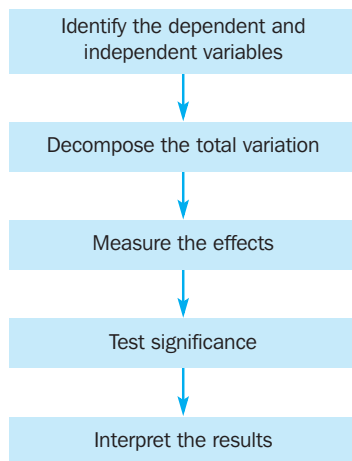 Identify the dependent and
independent variables
Decompose the total variation
Measure the effects
Test significance
Interpret the results